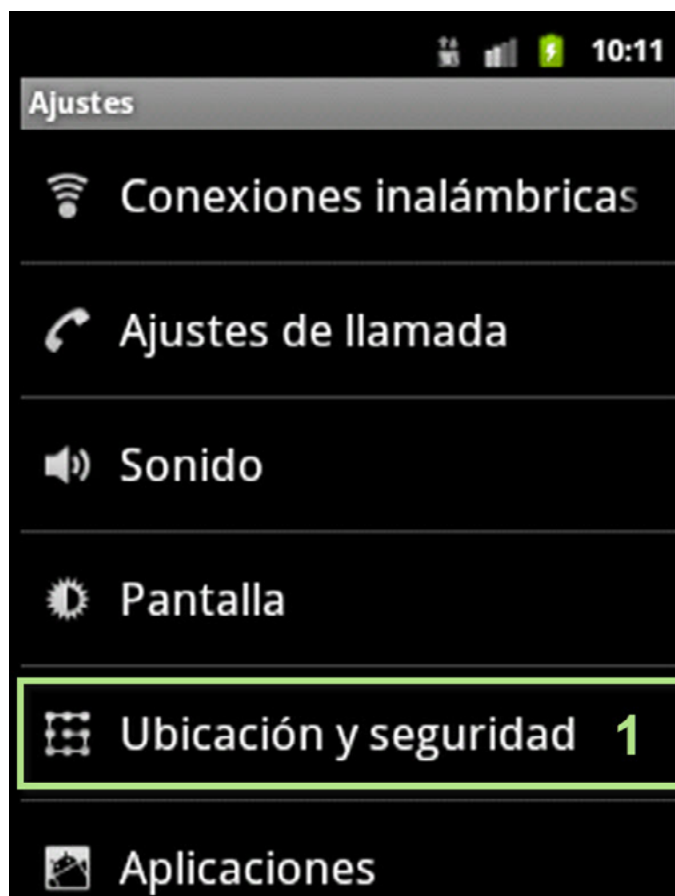 10:11
Ajustes
Conexiones inalámbricas
Ajustes de llamada
Sonido
Pantalla
Ubicación y seguridad 1
Aplicaciones